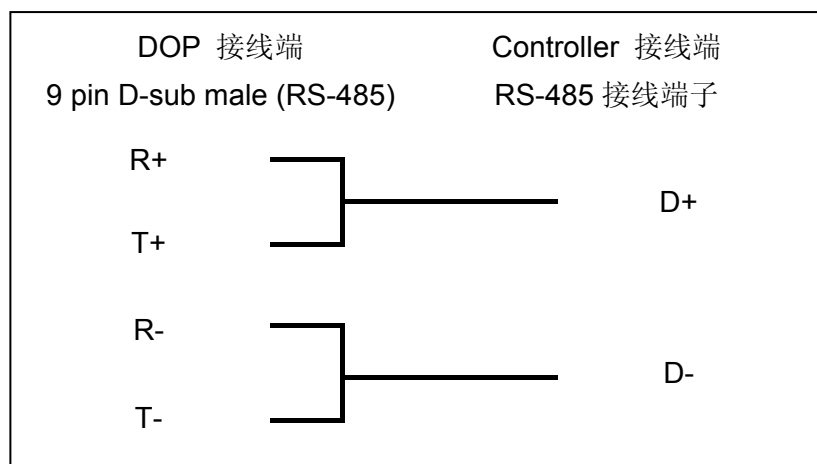 DOP 接线端 Controller 接线端
9 pin D-sub male (RS-485) RS-485 接线端子
R+
D+
T+
R-
D-
T-